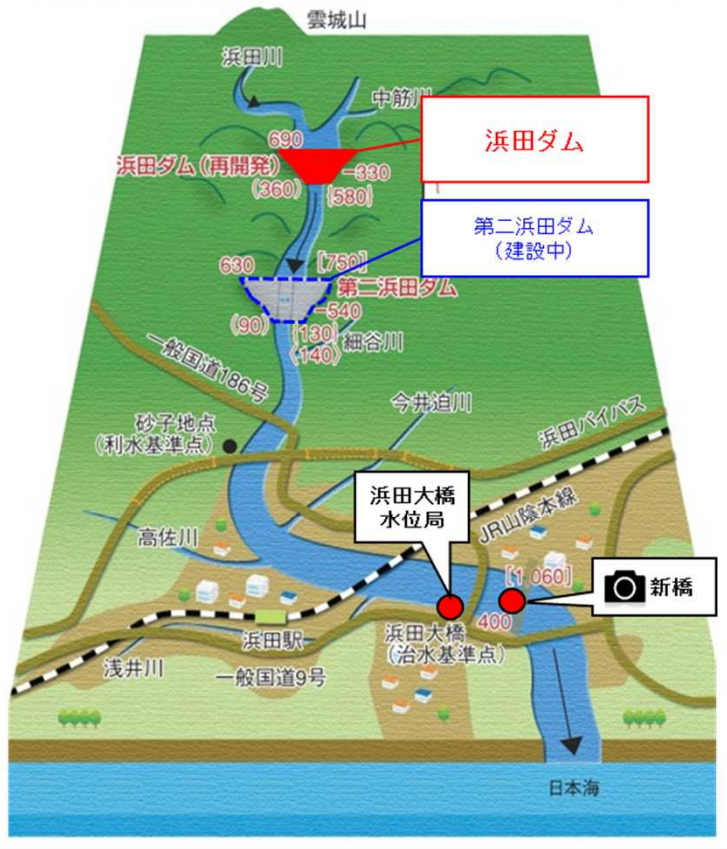 雲城山
浜田川
中筋川
690
浜田ダム
浜田ダム(再開発)
-330
(360)
{580}
第二浜田ダム
(建設中)
630
[750]
第二浜田ダム
-540
(90)
{130}
細谷川
〈140〉
一般国道186号
今井迫川
浜田バイパス
砂子地点
(利水基準点)
浜田大橋
水位局
JR山陰本線
高佐川
[1 060]
新橋
400
浜田駅
浜田大橋
(治水基準点)
浅井川
一般国道9号
日本海